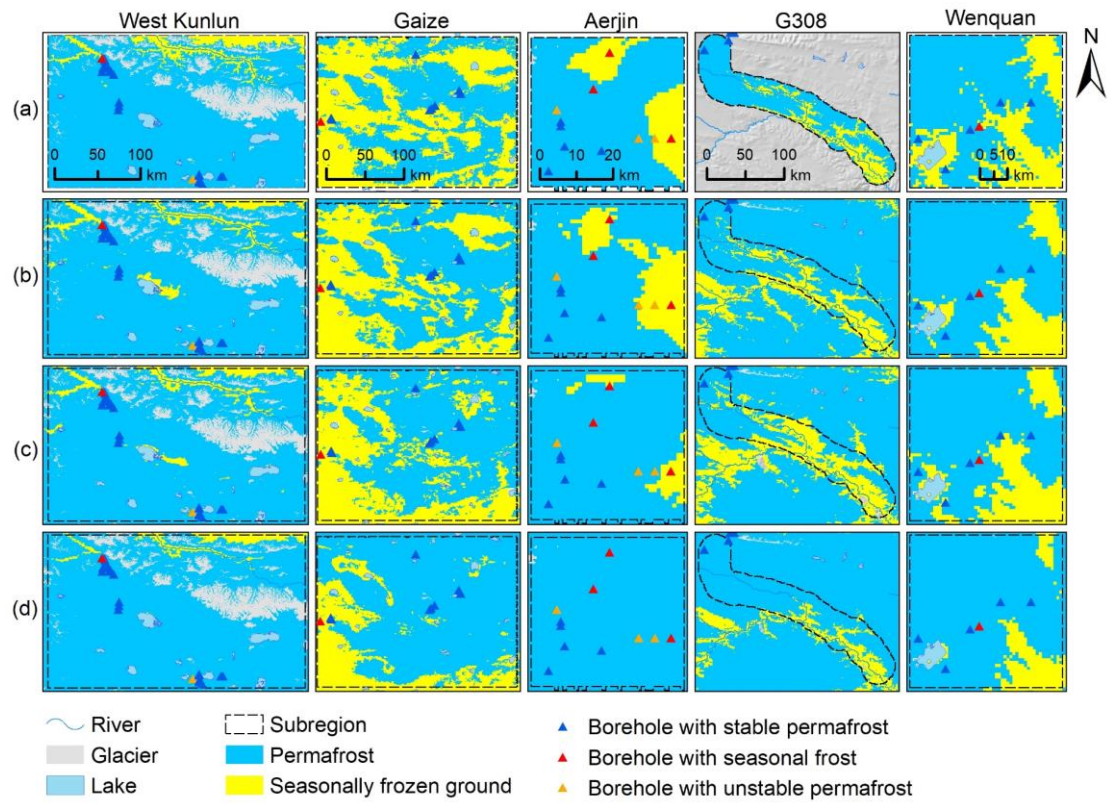 West Kunlun Gaize Aerjin G308 Wenquan
N
(a)
0 50 100
km
0 50 100
km
0 10 20
km
0 50 100
km
0 510
km
(b)
(c)
(d)
River Subregion Borehole with stable permafrost
Glacier Permafrost Borehole with seasonal frost
Lake Seasonally frozen ground Borehole with unstable permafrost